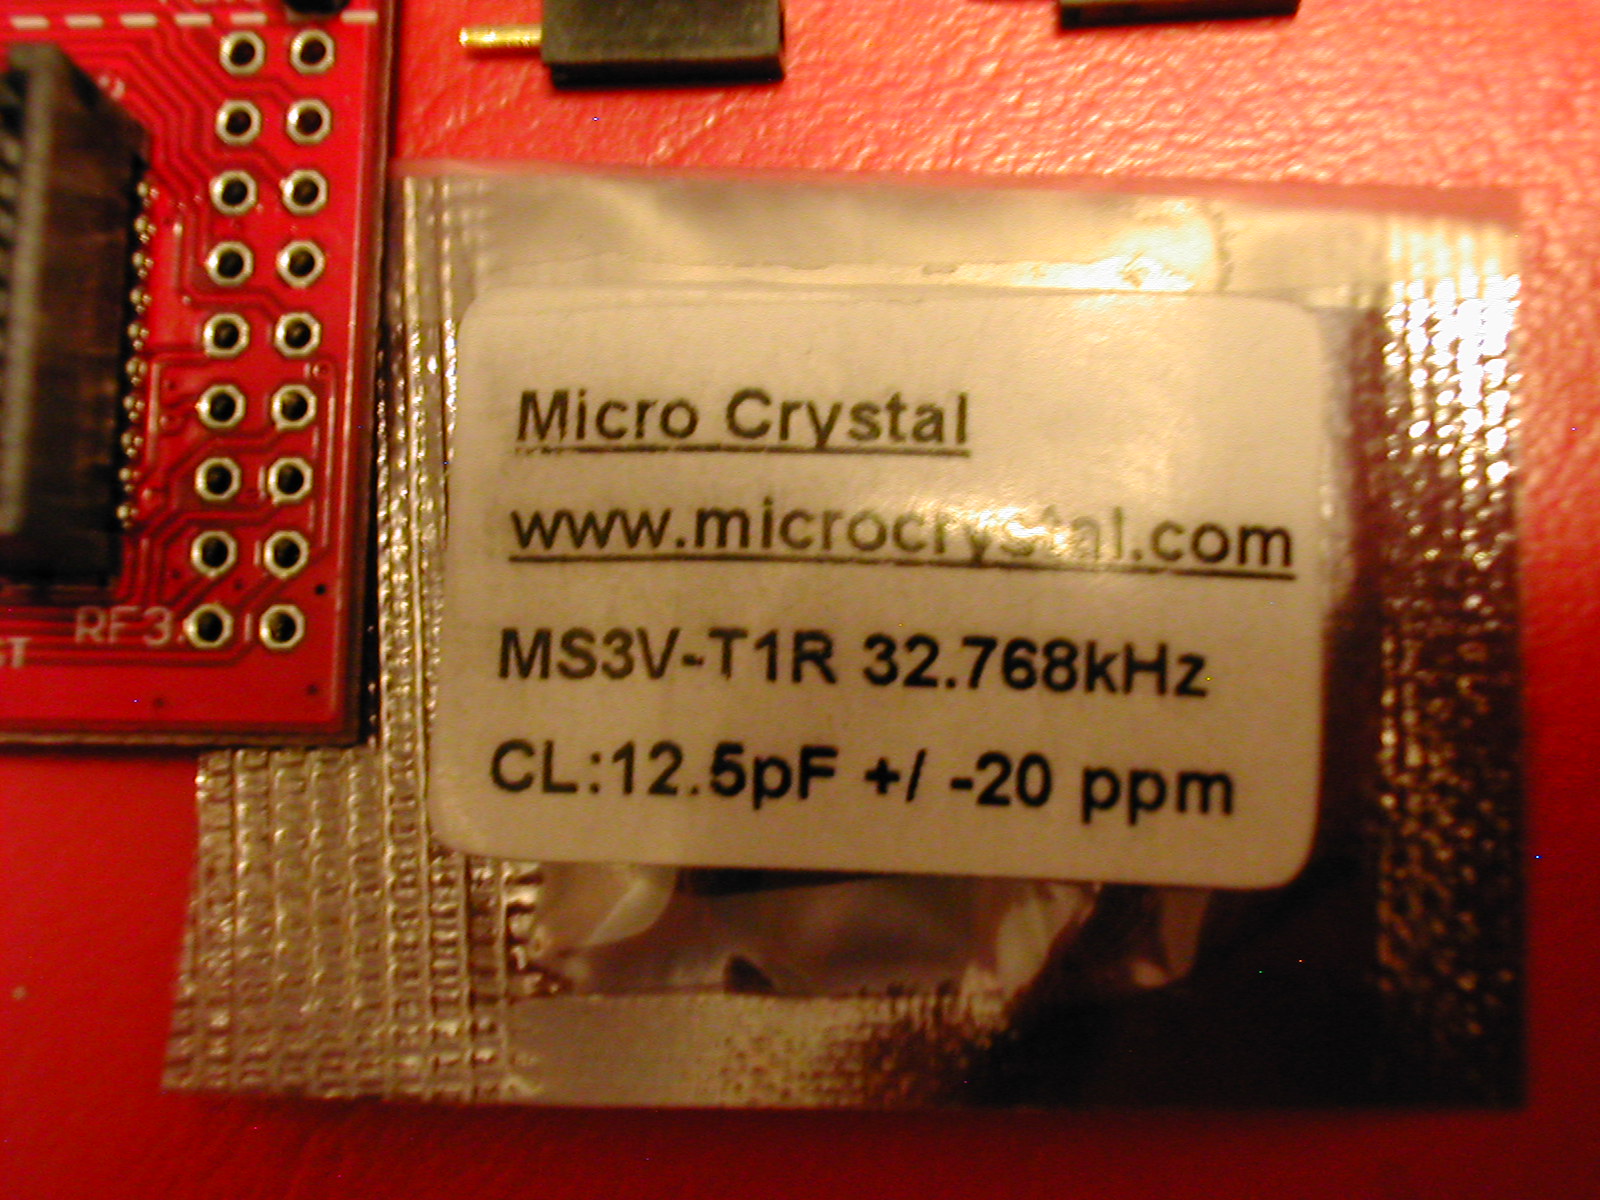 Micro Crystal
www.microcrystal.com
MS3V-T1R 32.768kHz
CL:12.5pF +/ -20 ppm
RF3